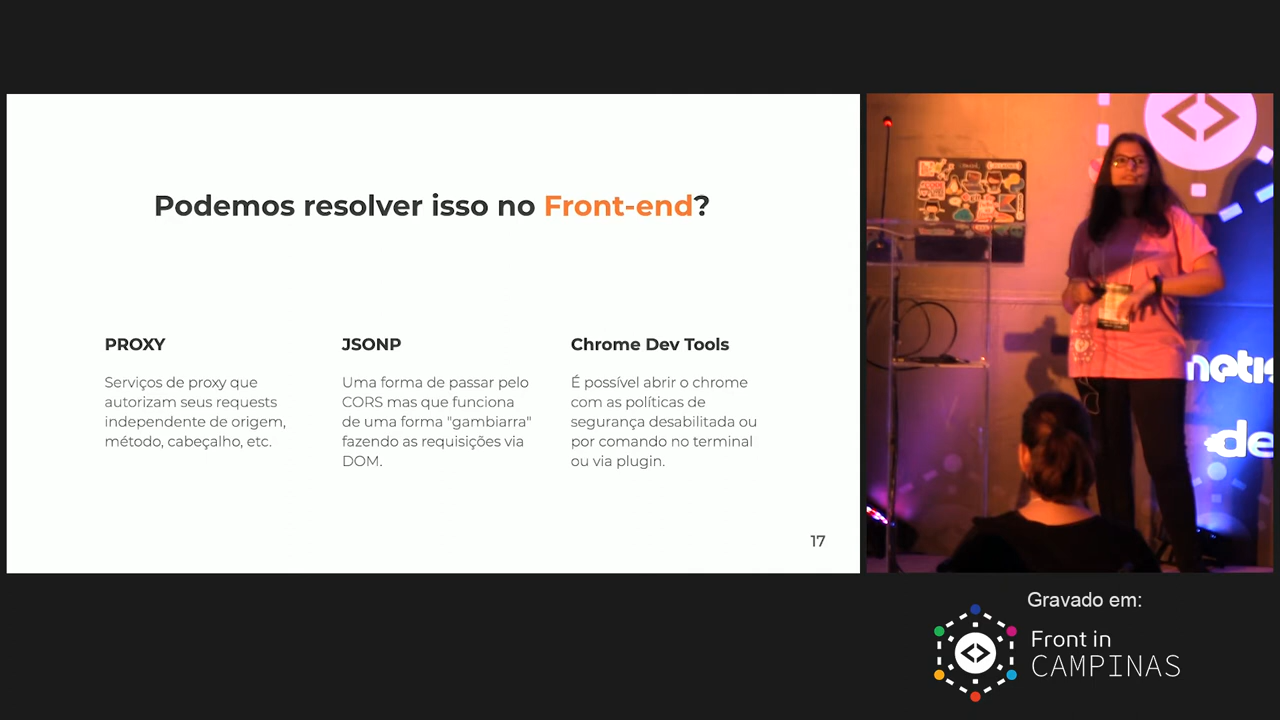 Podemos resolver isso no Front-end?
PROXY
Serviços de proxy que
autorizam seus requests
independente de origem,
método, cabeçalho, etc.
JSONP
Uma forma de passar pelo
CORS mas que funciona
de uma forma "gambiarra"
fazendo as requisições via
DOM.
Chrome Dev Tools
É possível abrir o chrome
com as políticas de
segurança desabilitada ou
por comando no terminal
ou via plugin.
17
netis
de
Gravado em:
Front in
CAMPINAS